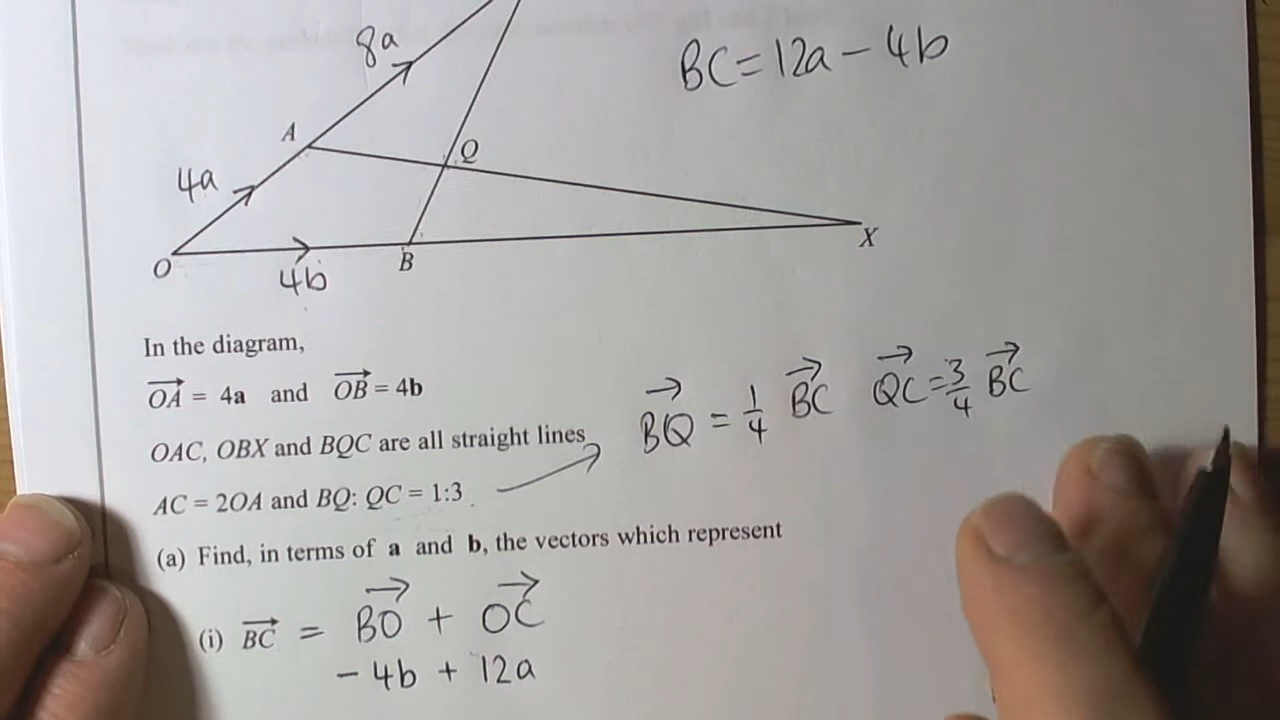 8a
BC = 12a - 4b
A
Q
4a
X
O
B
4b
In the diagram,
OA = 4a and OB = 4b
OAC, OBX and BQC are all straight lines
BQ = 1/4 BC QC = 3/4 BC
AC = 2OA and BQ: QC = 1:3
(a) Find, in terms of a and b, the vectors which represent
(i) BC = BO + OC
- 4b + 12a